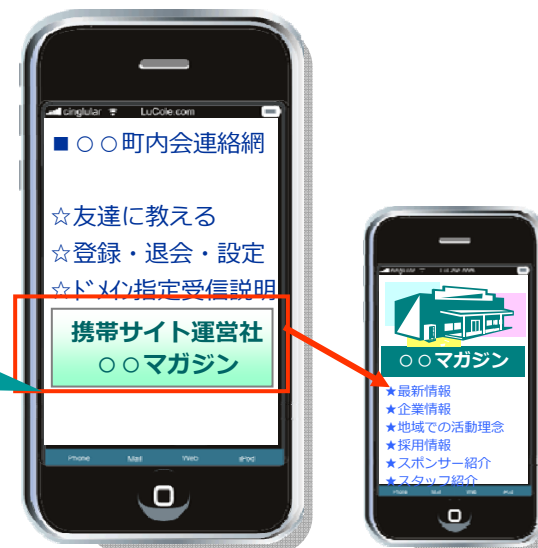 cinglular LuCole.com
■○○町内会連絡網
☆友達に教える
☆登録・退会・設定
☆ﾄﾞﾒｲﾝ指定受信説明
携帯サイト運営社
○○マガジン
Phone Mail Web iPod
○○マガジン
★最新情報
★企業情報
★地域での活動理念
★採用情報
★スポンサー紹介
★スタッフ紹介